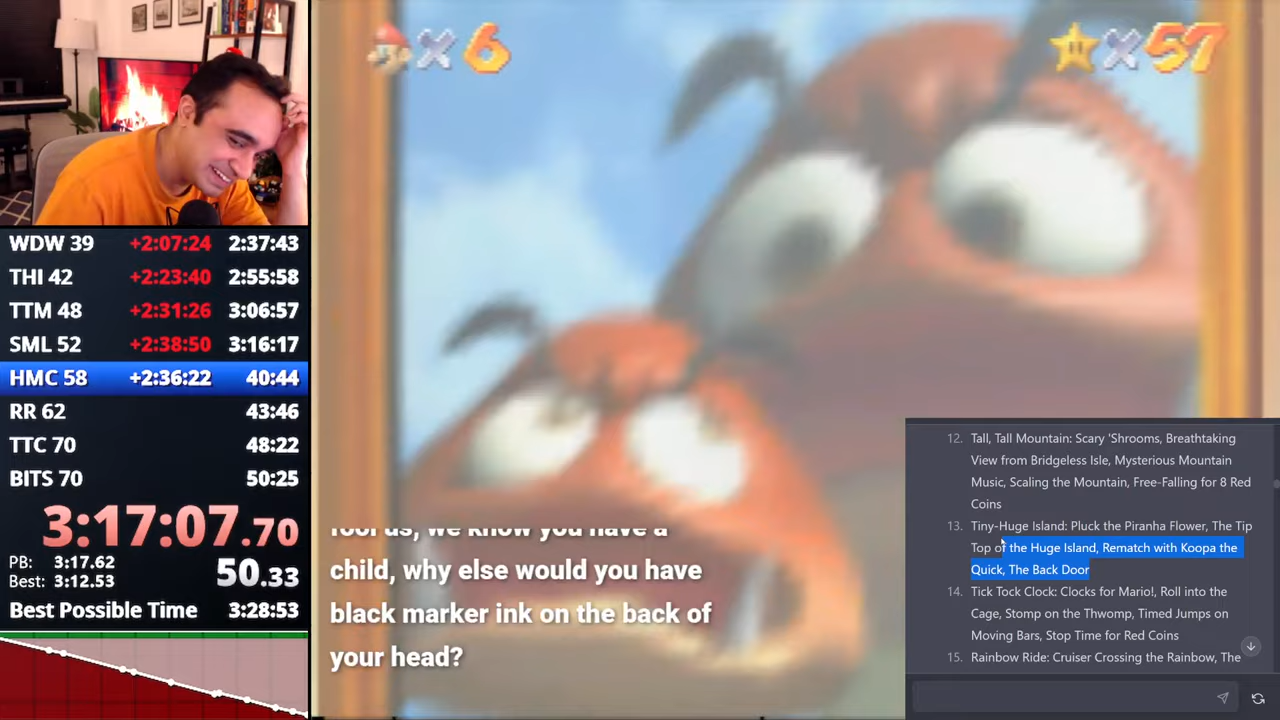 × 6
× 57
WDW 39 +2:07:24 2:37:43
THI 42 +2:23:40 2:55:58
TTM 48 +2:31:26 3:06:57
SML 52 +2:38:50 3:16:17
HMC 58 +2:36:22 40:44
RR 62 43:46
TTC 70 48:22
BITS 70 50:25
3:17:07.70
PB: 3:17.62
Best: 3:12.53
50.33
Best Possible Time 3:28:53
fool us, we know you have a
child, why else would you have
black marker ink on the back of
your head?
12. Tall, Tall Mountain: Scary 'Shrooms, Breathtaking
View from Bridgeless Isle, Mysterious Mountain
Music, Scaling the Mountain, Free-Falling for 8 Red
Coins
13. Tiny-Huge Island: Pluck the Piranha Flower, The Tip
Top of the Huge Island, Rematch with Koopa the
Quick, The Back Door
14. Tick Tock Clock: Clocks for Mario!, Roll into the
Cage, Stomp on the Thwomp, Timed Jumps on
Moving Bars, Stop Time for Red Coins
15. Rainbow Ride: Cruiser Crossing the Rainbow, The